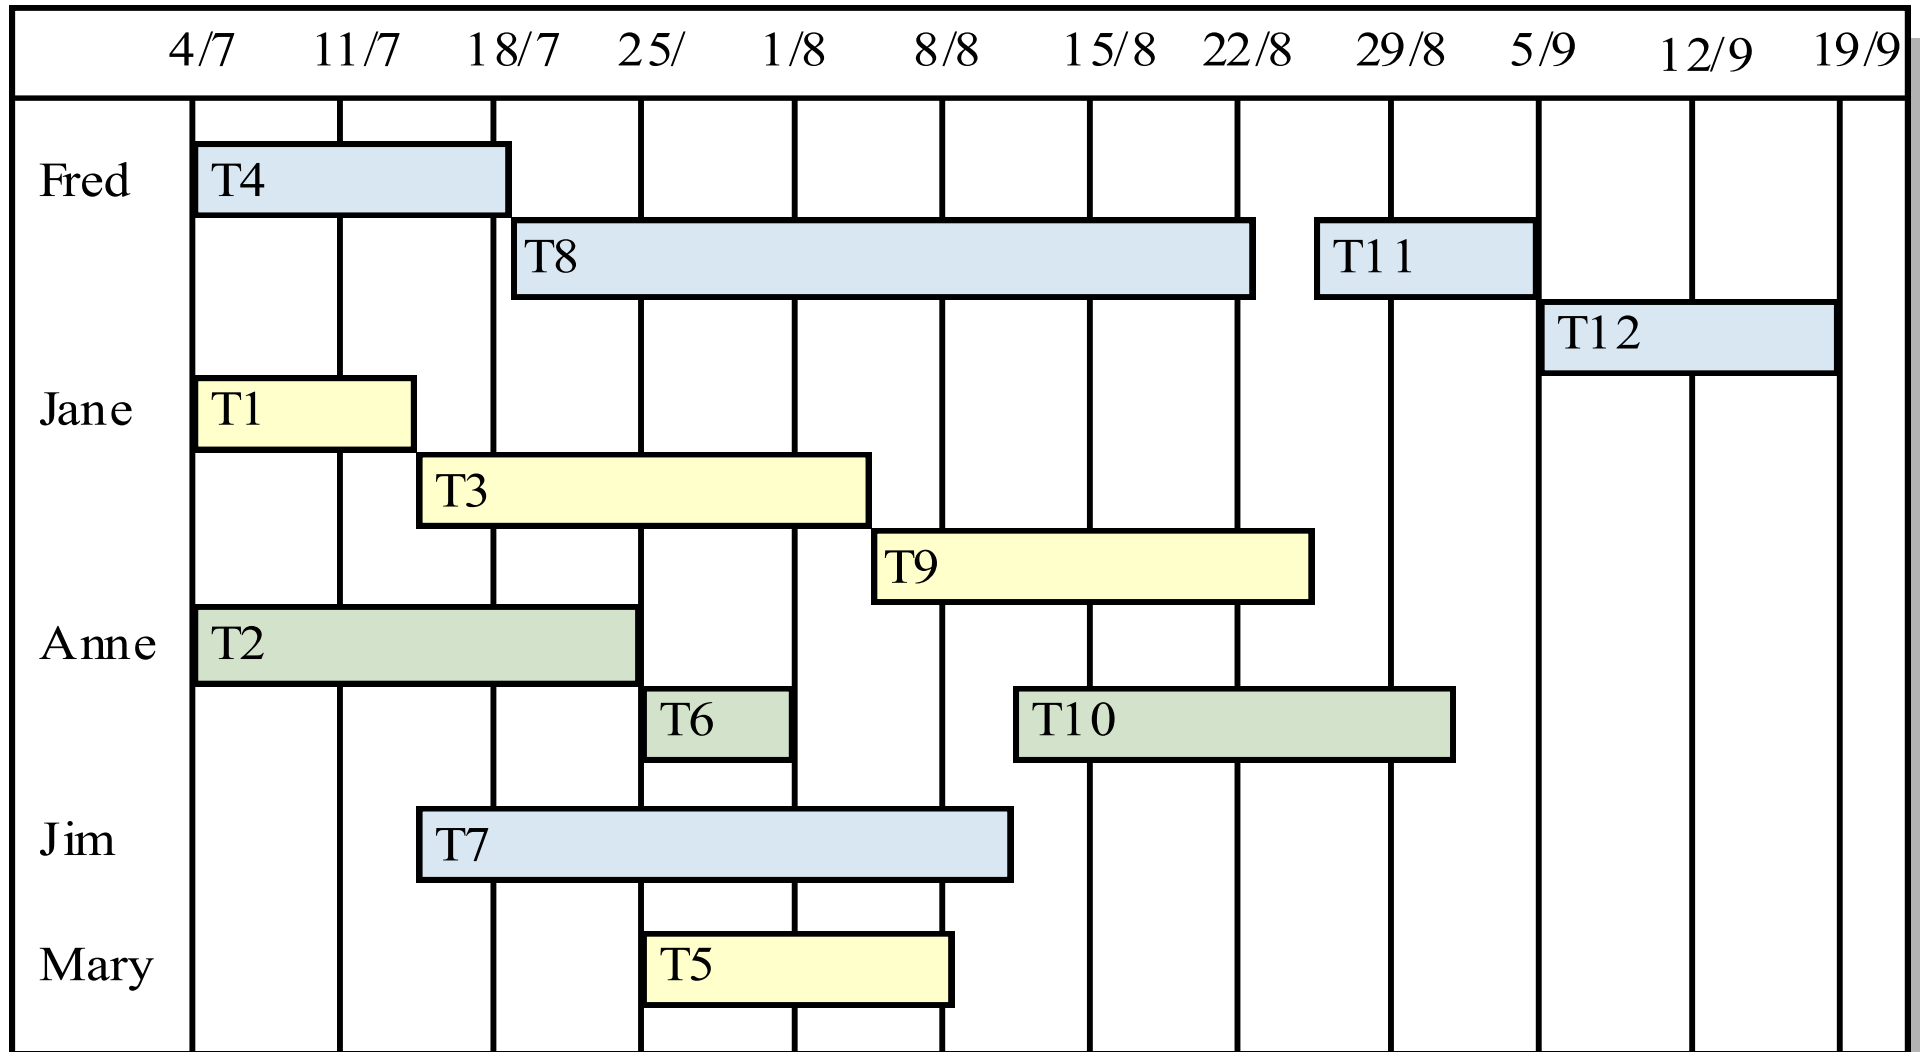 4/7 11/7 18/7 25/ 1/8 8/8 15/8 22/8 29/8 5/9 12/9 19/9
Fred T4
T8 T11
T12
Jane T1
T3
T9
Anne T2
T6 T10
Jim T7
Mary T5